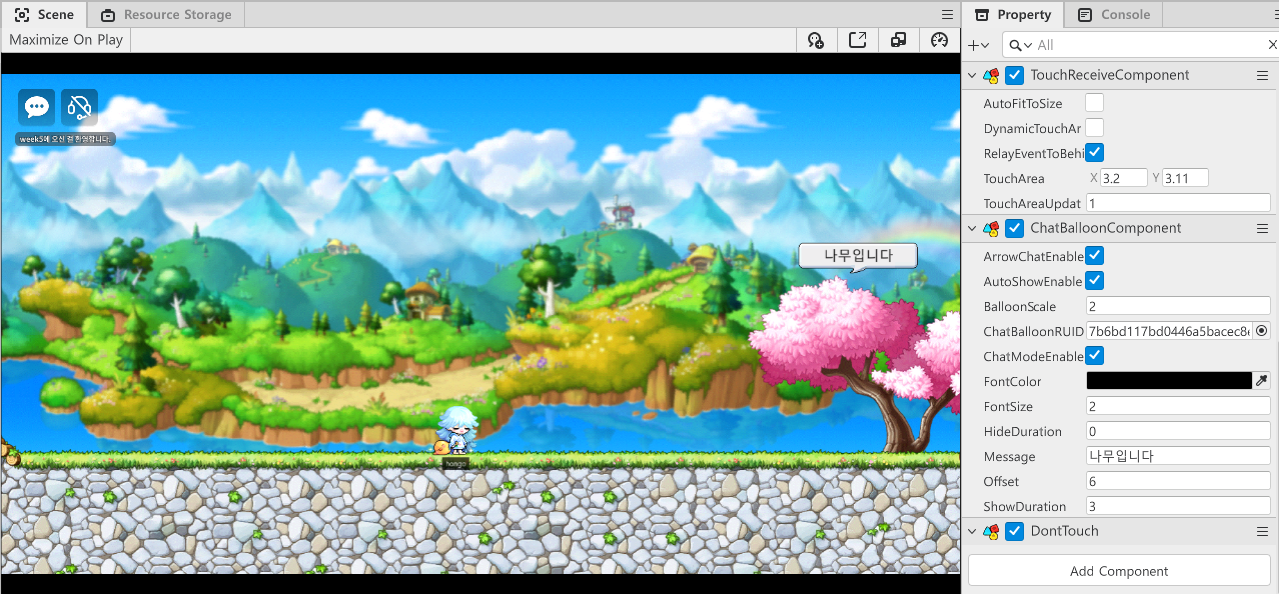 Scene
Resource Storage
Maximize On Play
week5에 오신 걸 환영합니다.
나무입니다
hongo
Property
Console
All
TouchReceiveComponent
AutoFitToSize
DynamicTouchAr
RelayEventToBehi
TouchArea X 3.2 Y 3.11
TouchAreaUpdat 1
ChatBalloonComponent
ArrowChatEnable
AutoShowEnable
BalloonScale 2
ChatBalloonRUID 7b6bd117bd0446a5bacec8
ChatModeEnable
FontColor
FontSize 2
HideDuration 0
Message 나무입니다
Offset 6
ShowDuration 3
DontTouch
Add Component